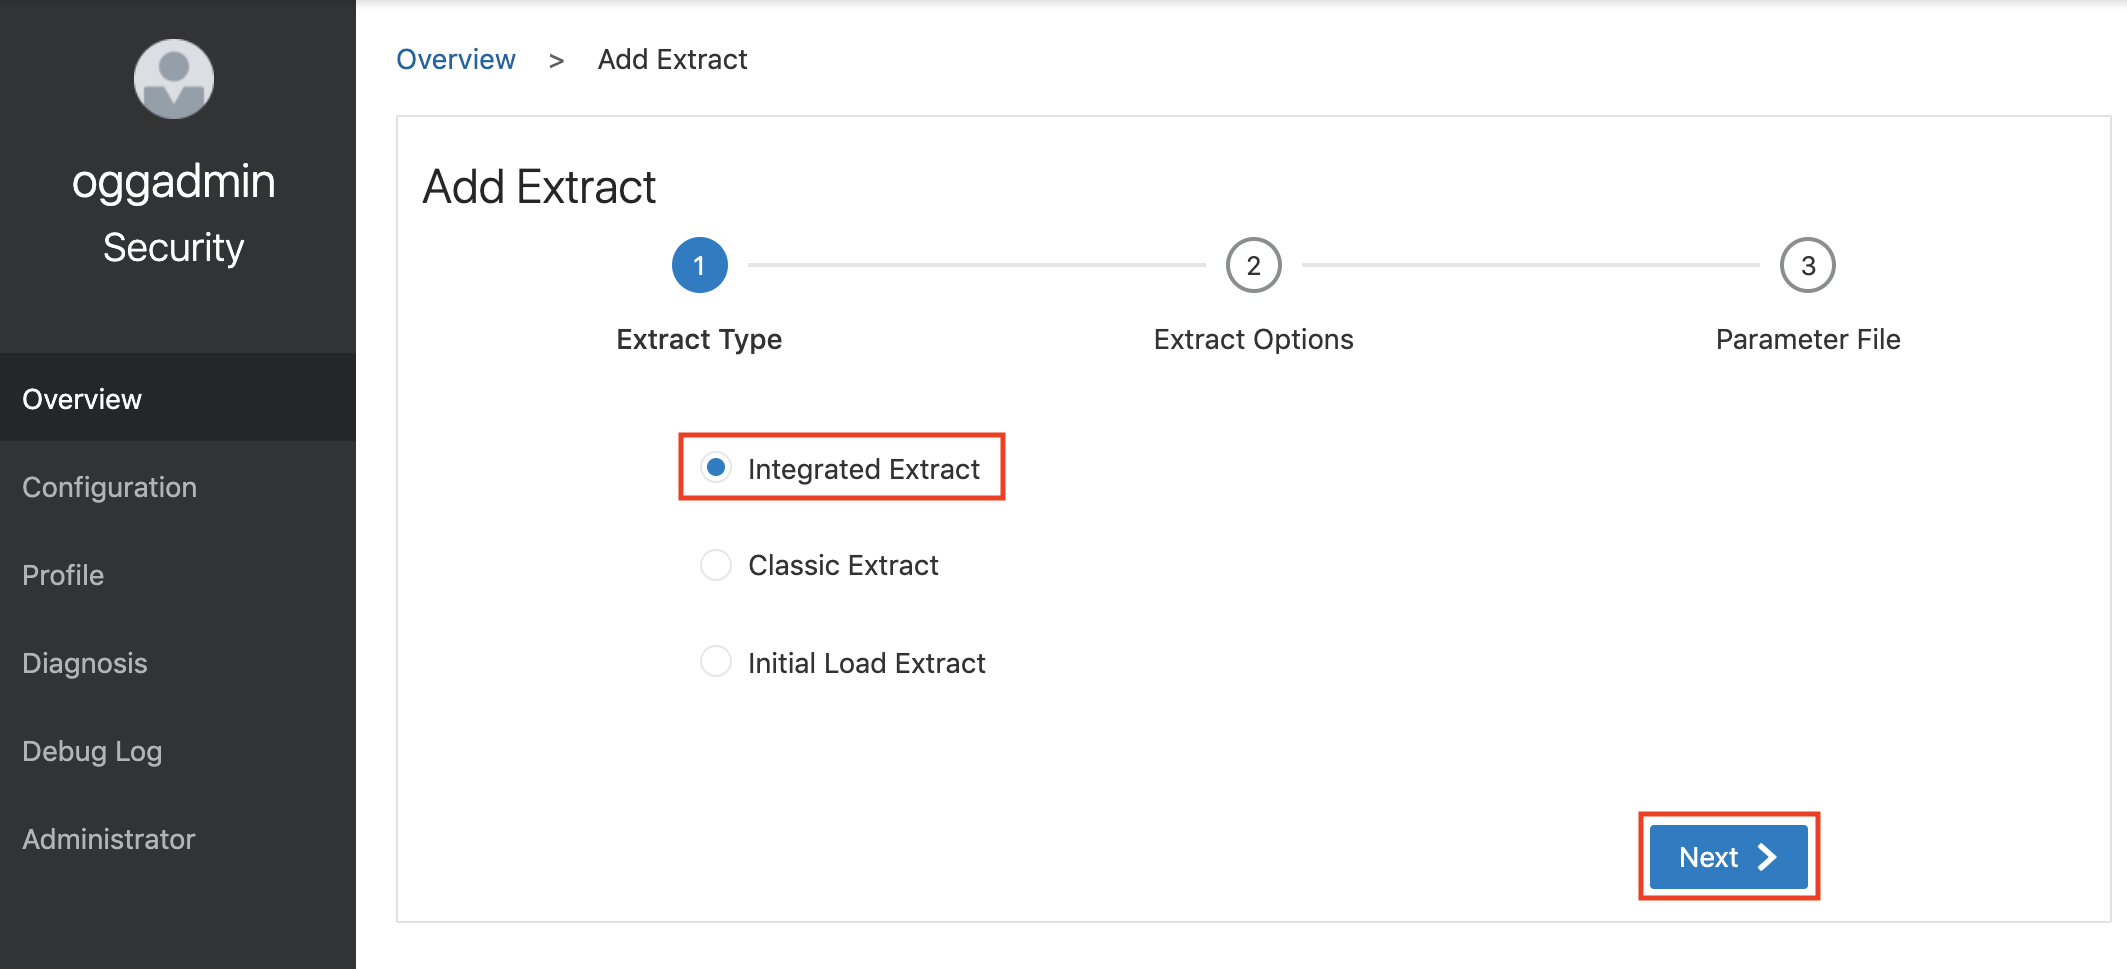 oggadmin
Security
Overview
Configuration
Profile
Diagnosis
Debug Log
Administrator
Overview > Add Extract
Add Extract
1 2 3
Extract Type Extract Options Parameter File
Integrated Extract
Classic Extract
Initial Load Extract
Next